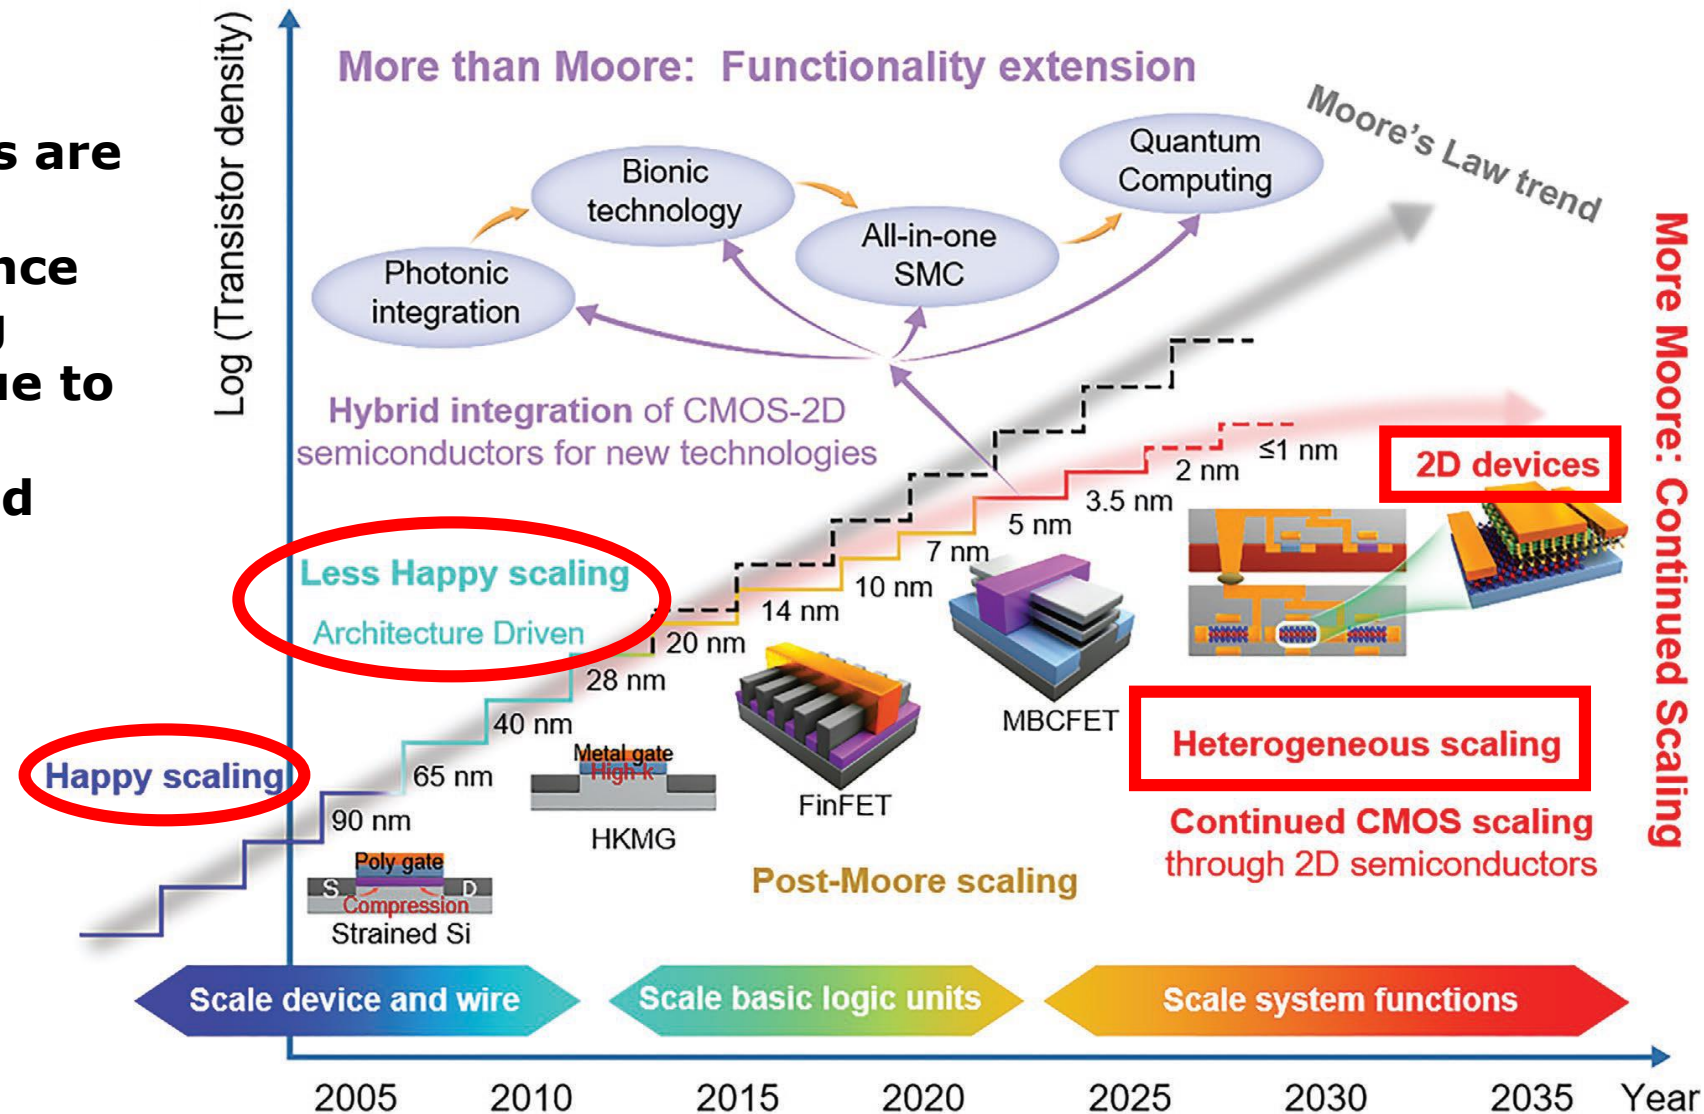 s are
nce
g
ue to
d
Log (Transistor density)
More than Moore: Functionality extension
Photonic
integration
Bionic
technology
All-in-one
SMC
Quantum
Computing
Moore's Law trend
Hybrid integration of CMOS-2D
semiconductors for new technologies
More Moore: Continued Scaling
Less Happy scaling
Architecture Driven
Happy scaling
90 nm
65 nm
40 nm
28 nm
20 nm
14 nm
10 nm
7 nm
5 nm
3.5 nm
2 nm
≤1 nm
2D devices
Poly gate
S
D
Compression
Strained Si
Metal gate
High-k
HKMG
FinFET
MBCFET
Heterogeneous scaling
Continued CMOS scaling
through 2D semiconductors
Post-Moore scaling
Scale device and wire
Scale basic logic units
Scale system functions
2005
2010
2015
2020
2025
2030
2035
Year